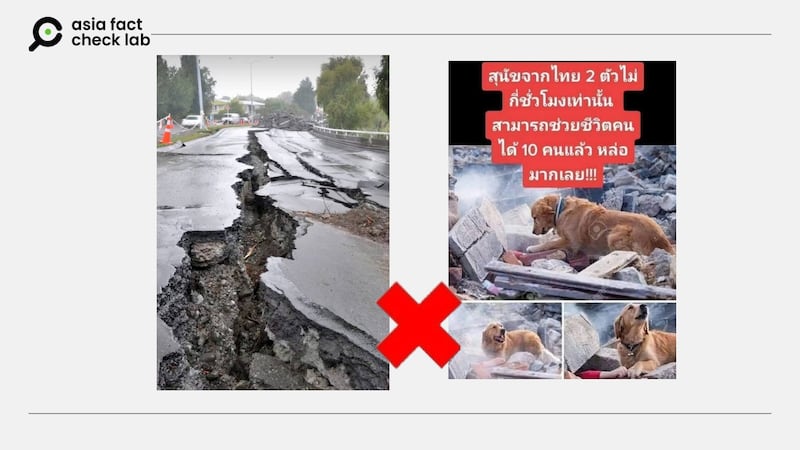 asia fact
check lab
สุนัขจากไทย 2 ตัวไม่
กี่ชั่วโมงเท่านั้น
สามารถช่วยชีวิตคน
ได้ 10 คนแล้ว หล่อ
มากเลย!!!